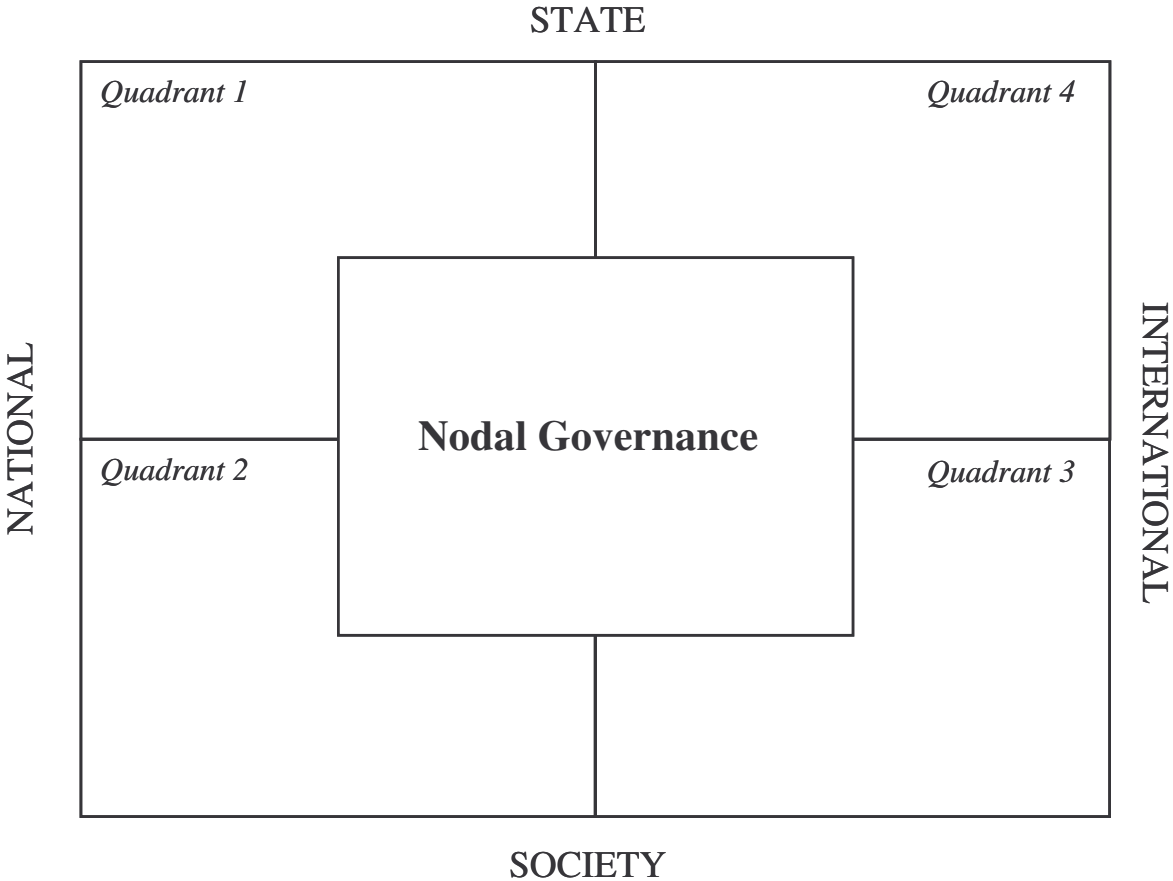 STATE
Quadrant 1
Quadrant 4
NATIONAL
INTERNATIONAL
Nodal Governance
Quadrant 2
Quadrant 3
SOCIETY